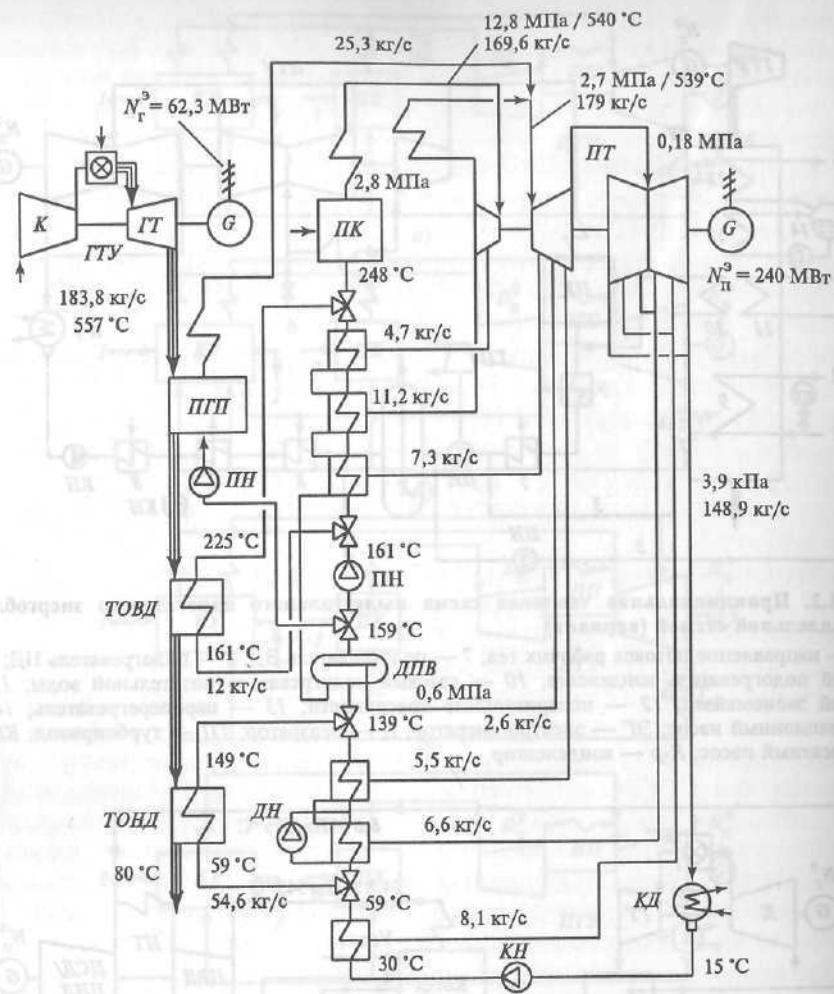 12,8 МПа / 540 °С
169,6 кг/с
25,3 кг/с
2,7 МПа / 539°С
179 кг/с
N_г^э = 62,3 МВт
ПТ
0,18 МПа
2,8 МПа
К
ГТ
G
ПК
G
ГТУ
248 °С
N_п^э = 240 МВт
183,8 кг/с
557 °С
4,7 кг/с
ПГП
11,2 кг/с
7,3 кг/с
ПН
3,9 кПа
148,9 кг/с
225 °С
161 °С
ПН
ТОВД
159 °С
161 °С
12 кг/с
ДПВ
0,6 МПа
139 °С
2,6 кг/с
149 °С
5,5 кг/с
ТОНД
ДН
6,6 кг/с
80 °С
59 °С
54,6 кг/с
59 °С
КД
8,1 кг/с
КН
30 °С
15 °С